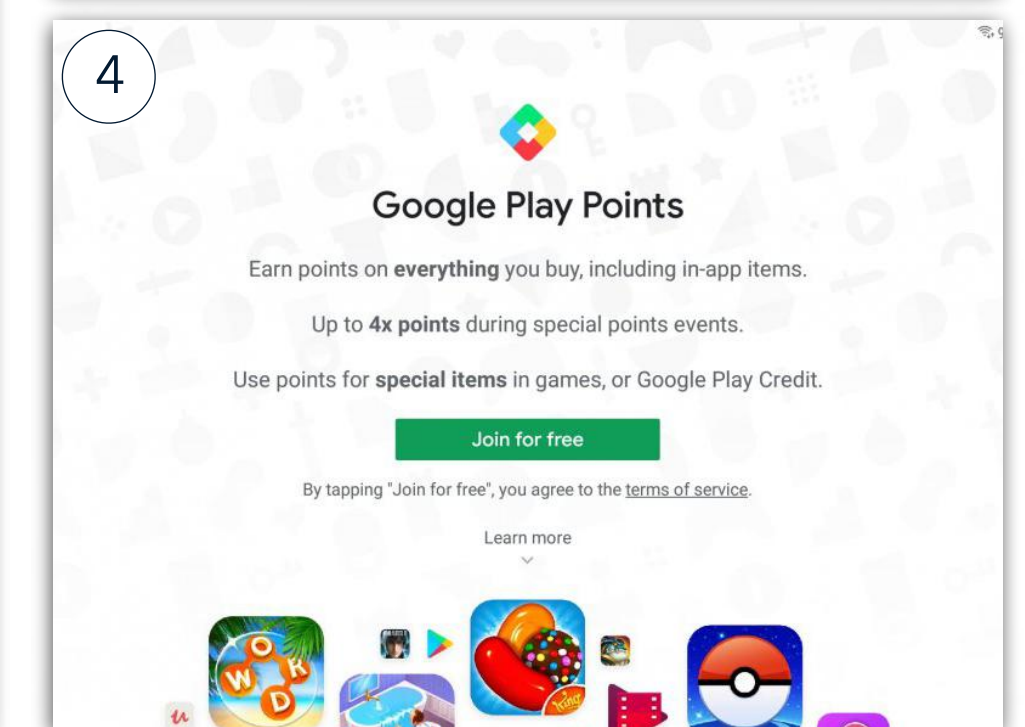 4
Google Play Points
Earn points on everything you buy, including in-app items.
Up to 4x points during special points events.
Use points for special items in games, or Google Play Credit.
Join for free
By tapping "Join for free", you agree to the terms of service.
Learn more
W O R D
King
u